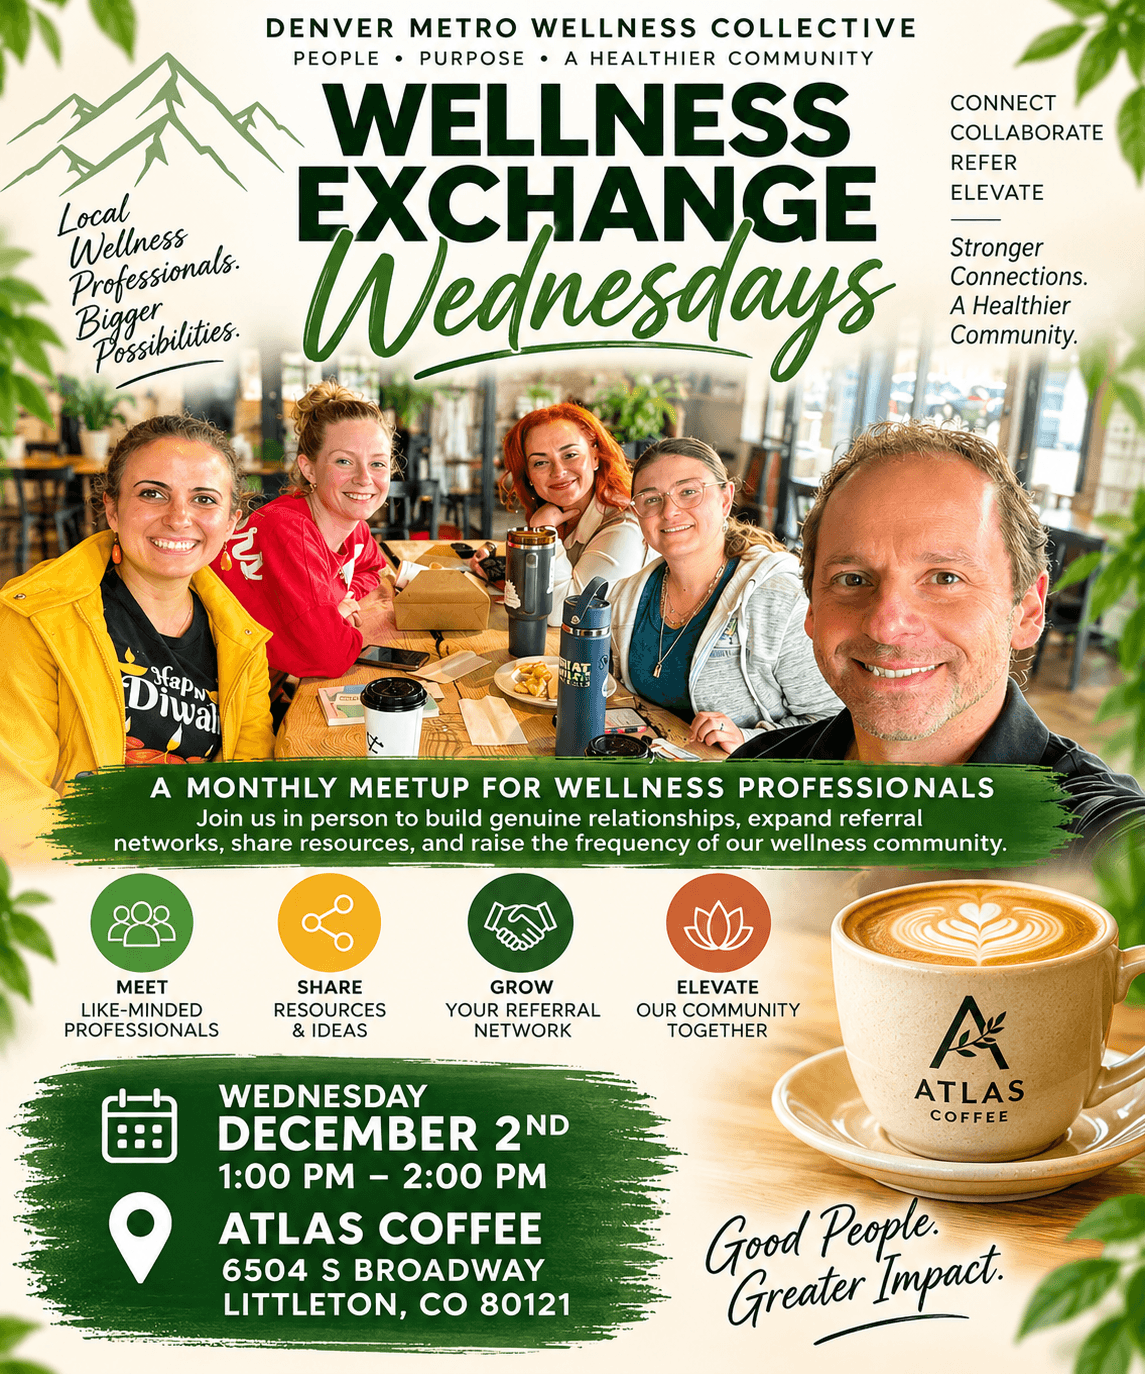 DENVER METRO WELLNESS COLLECTIVE
PEOPLE • PURPOSE • A HEALTHIER COMMUNITY
WELLNESS
EXCHANGE
Wednesdays
Local
Wellness
Professionals.
Bigger
Possibilities.
CONNECT
COLLABORATE
REFER
ELEVATE
Stronger
Connections.
A Healthier
Community.
Happy
Diwali
A MONTHLY MEETUP FOR WELLNESS PROFESSIONALS
Join us in person to build genuine relationships, expand referral
networks, share resources, and raise the frequency of our wellness community.
MEET
LIKE-MINDED
PROFESSIONALS
SHARE
RESOURCES
& IDEAS
GROW
YOUR REFERRAL
NETWORK
ELEVATE
OUR COMMUNITY
TOGETHER
ATLAS
COFFEE
WEDNESDAY
DECEMBER 2ND
1:00 PM – 2:00 PM
ATLAS COFFEE
6504 S BROADWAY
LITTLETON, CO 80121
Good People.
Greater Impact.